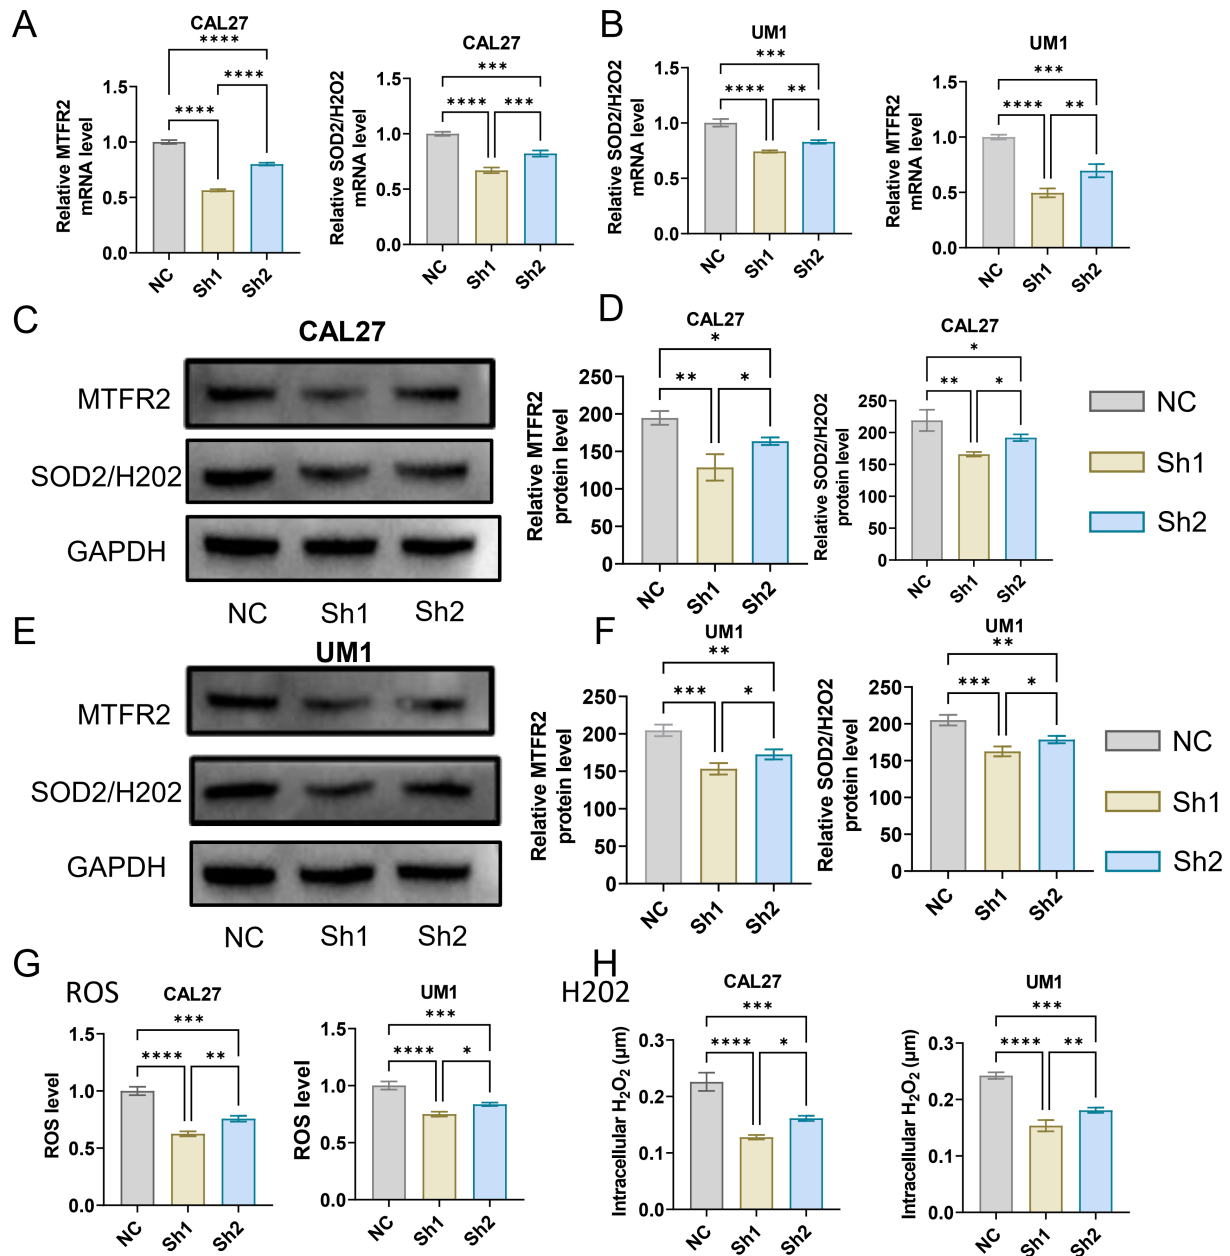 A
CAL27
Relative MTFR2
mRNA level
1.5
1.0
0.5
0.0
****
****
****
NC
Sh1
Sh2
CAL27
Relative SOD2/H2O2
mRNA level
1.5
1.0
0.5
0.0
***
****
***
NC
Sh1
Sh2
B
UM1
Relative SOD2/H2O2
mRNA level
1.5
1.0
0.5
0.0
***
****
**
NC
Sh1
Sh2
UM1
Relative MTFR2
mRNA level
1.5
1.0
0.5
0.0
***
****
**
NC
Sh1
Sh2
C
CAL27
MTFR2
SOD2/H202
GAPDH
NC
Sh1
Sh2
D
CAL27
Relative MTFR2
protein level
250
200
150
100
50
0
*
**
*
NC
Sh1
Sh2
CAL27
Relative SOD2/H2O2
protein level
250
200
150
100
50
0
*
**
*
NC
Sh1
Sh2
NC
Sh1
Sh2
E
UM1
MTFR2
SOD2/H202
GAPDH
NC
Sh1
Sh2
F
UM1
Relative MTFR2
protein level
250
200
150
100
50
0
**
***
*
NC
Sh1
Sh2
UM1
Relative SOD2/H2O2
protein level
250
200
150
100
50
0
**
***
*
NC
Sh1
Sh2
NC
Sh1
Sh2
G
ROS
CAL27
ROS level
1.5
1.0
0.5
0.0
***
****
**
NC
Sh1
Sh2
UM1
ROS level
1.5
1.0
0.5
0.0
***
****
*
NC
Sh1
Sh2
H
H202
CAL27
Intracellular H₂O₂ (μm)
0.3
0.2
0.1
0.0
***
****
*
NC
Sh1
Sh2
UM1
Intracellular H₂O₂ (μm)
0.3
0.2
0.1
0.0
***
****
**
NC
Sh1
Sh2